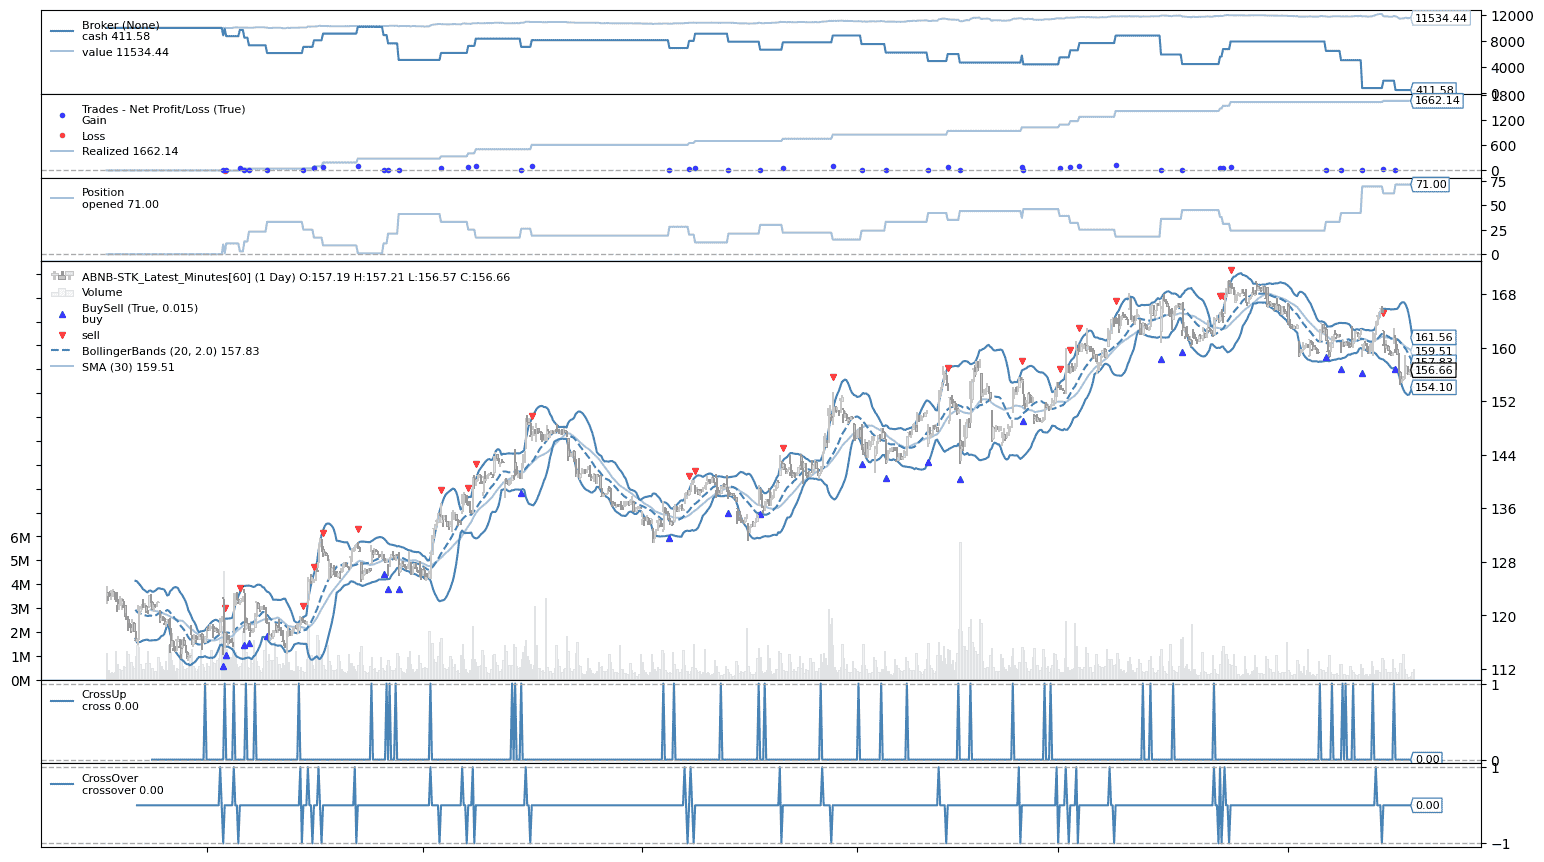 Broker (None)
cash 411.58
value 11534.44
11534.44
12000
8000
4000
0
411.58
Trades - Net Profit/Loss (True)
Gain
Loss
Realized 1662.14
1800
1662.14
1200
600
0
Position
opened 71.00
75
71.00
50
25
0
ABNB-STK_Latest_Minutes[60] (1 Day) O:157.19 H:157.21 L:156.57 C:156.66
Volume
BuySell (True, 0.015)
buy
sell
BollingerBands (20, 2.0) 157.83
SMA (30) 159.51
168
161.56
160
159.51
157.83
156.66
154.10
152
144
136
128
120
112
6M
5M
4M
3M
2M
1M
0M
CrossUp
cross 0.00
1
0
0.00
CrossOver
crossover 0.00
1
0.00
−1